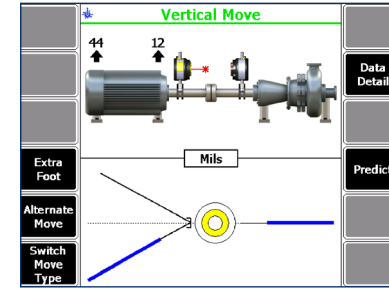 Vertical Move
44 12
Data
Detail
Mils
Extra
Foot
Predict
Alternate
Move
Switch
Move
Type